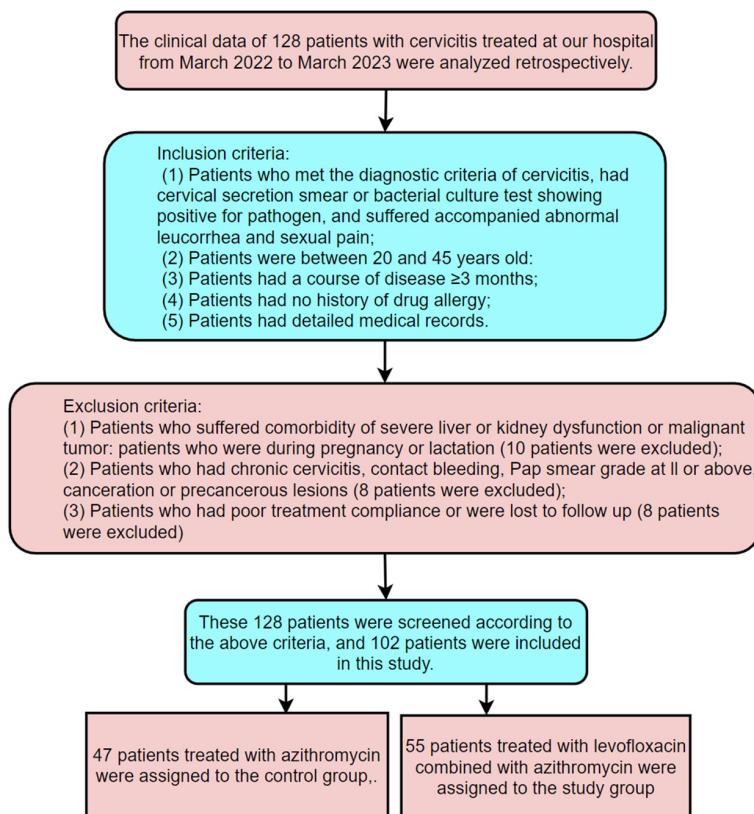 The clinical data of 128 patients with cervicitis treated at our hospital
from March 2022 to March 2023 were analyzed retrospectively.
Inclusion criteria:
(1) Patients who met the diagnostic criteria of cervicitis, had
cervical secretion smear or bacterial culture test showing
positive for pathogen, and suffered accompanied abnormal
leucorrhea and sexual pain;
(2) Patients were between 20 and 45 years old:
(3) Patients had a course of disease ≥3 months;
(4) Patients had no history of drug allergy;
(5) Patients had detailed medical records.
Exclusion criteria:
(1) Patients who suffered comorbidity of severe liver or kidney dysfunction or malignant
tumor: patients who were during pregnancy or lactation (10 patients were excluded);
(2) Patients who had chronic cervicitis, contact bleeding, Pap smear grade at II or above,
canceration or precancerous lesions (8 patients were excluded);
(3) Patients who had poor treatment compliance or were lost to follow up (8 patients
were excluded)
These 128 patients were screened according to
the above criteria, and 102 patients were included
in this study.
47 patients treated with azithromycin
were assigned to the control group,.
55 patients treated with levofloxacin
combined with azithromycin were
assigned to the study group